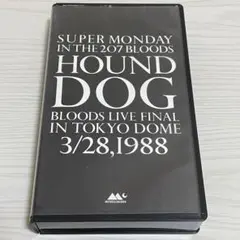 SUPER MONDAY
IN THE 207 BLOODS
HOUND
DOG
BLOODS LIVE FINAL
IN TOKYO DOME
3/28,1988